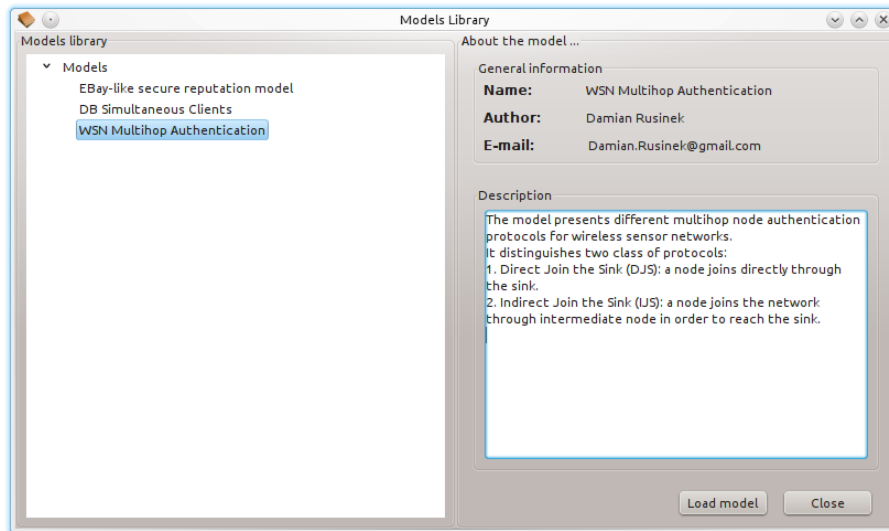 Models Library
Models library
Models
EBay-like secure reputation model
DB Simultaneous Clients
WSN Multihop Authentication
About the model ...
General information
Name: WSN Multihop Authentication
Author: Damian Rusinek
E-mail: Damian.Rusinek@gmail.com
Description
The model presents different multihop node authentication
protocols for wireless sensor networks.
It distinguishes two class of protocols:
1. Direct Join the Sink (DJS): a node joins directly through
the sink.
2. Indirect Join the Sink (IJS): a node joins the network
through intermediate node in order to reach the sink.
Load model Close